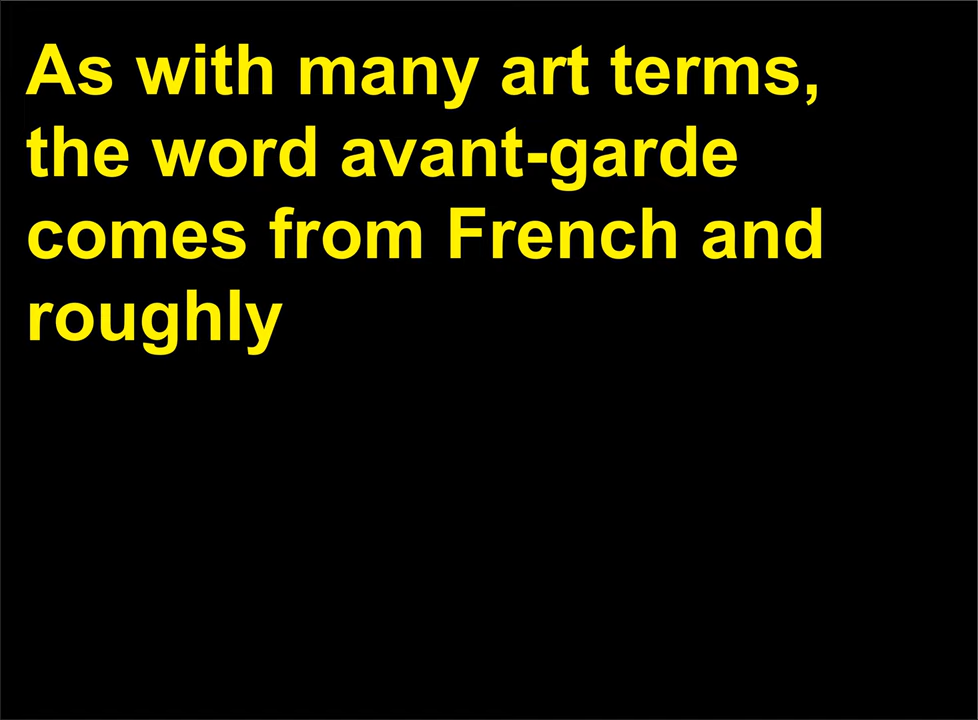 As with many art terms,
the word avant-garde
comes from French and
roughly